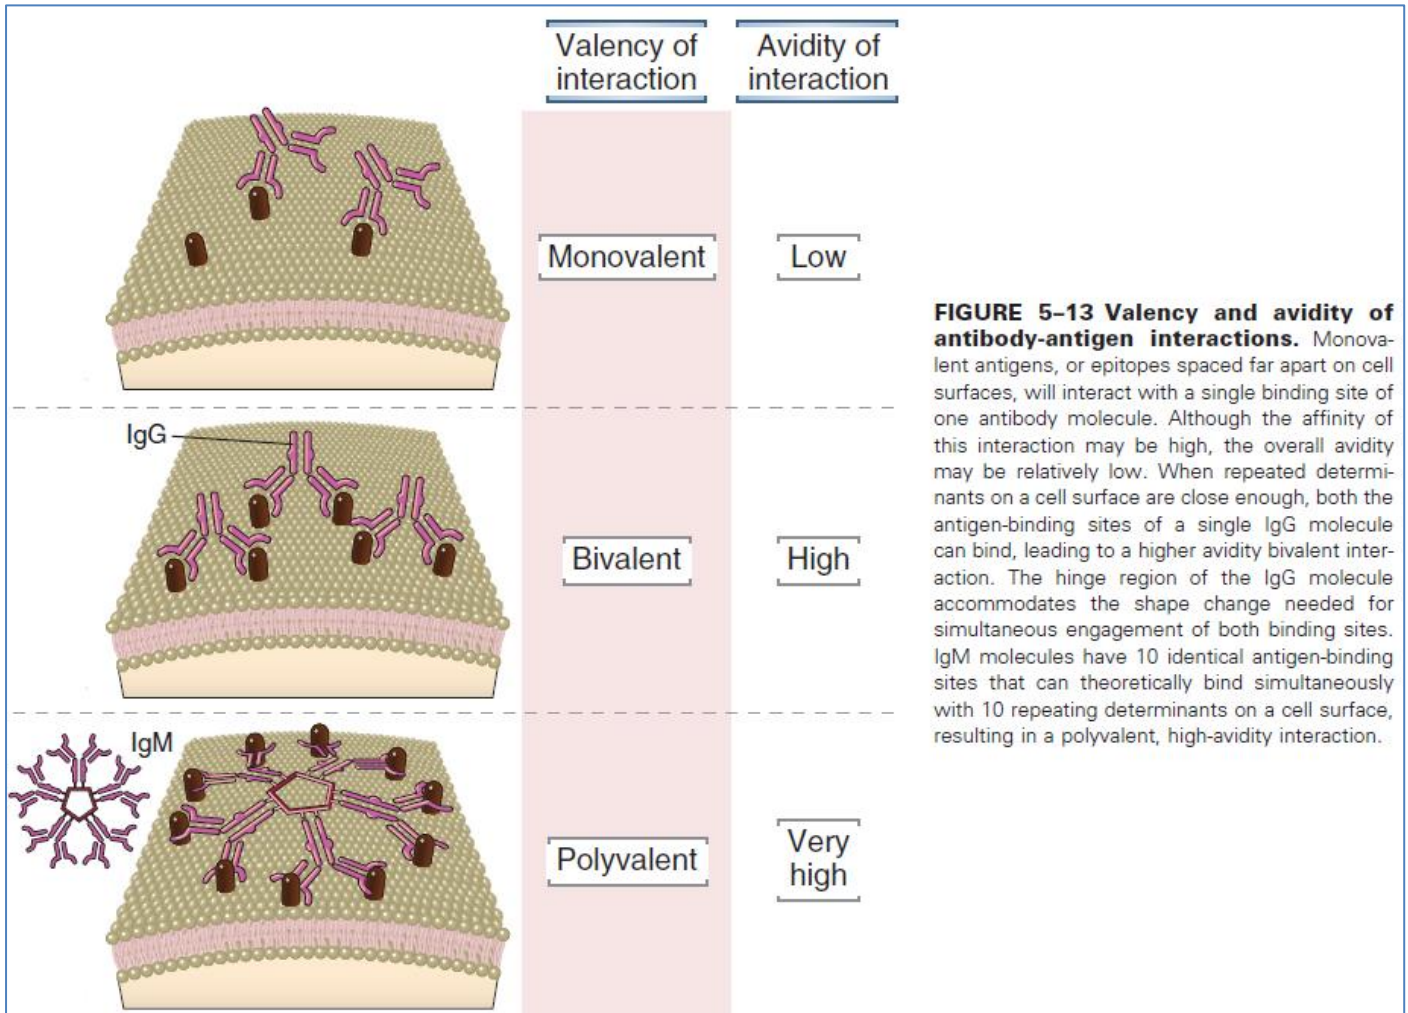 Valency of
interaction
Avidity of
interaction
Monovalent
Low
IgG
Bivalent
High
IgM
Polyvalent
Very
high
FIGURE 5–13 Valency and avidity of
antibody-antigen interactions. Monova-
lent antigens, or epitopes spaced far apart on cell
surfaces, will interact with a single binding site of
one antibody molecule. Although the affinity of
this interaction may be high, the overall avidity
may be relatively low. When repeated determi-
nants on a cell surface are close enough, both the
antigen-binding sites of a single IgG molecule
can bind, leading to a higher avidity bivalent inter-
action. The hinge region of the IgG molecule
accommodates the shape change needed for
simultaneous engagement of both binding sites.
IgM molecules have 10 identical antigen-binding
sites that can theoretically bind simultaneously
with 10 repeating determinants on a cell surface,
resulting in a polyvalent, high-avidity interaction.